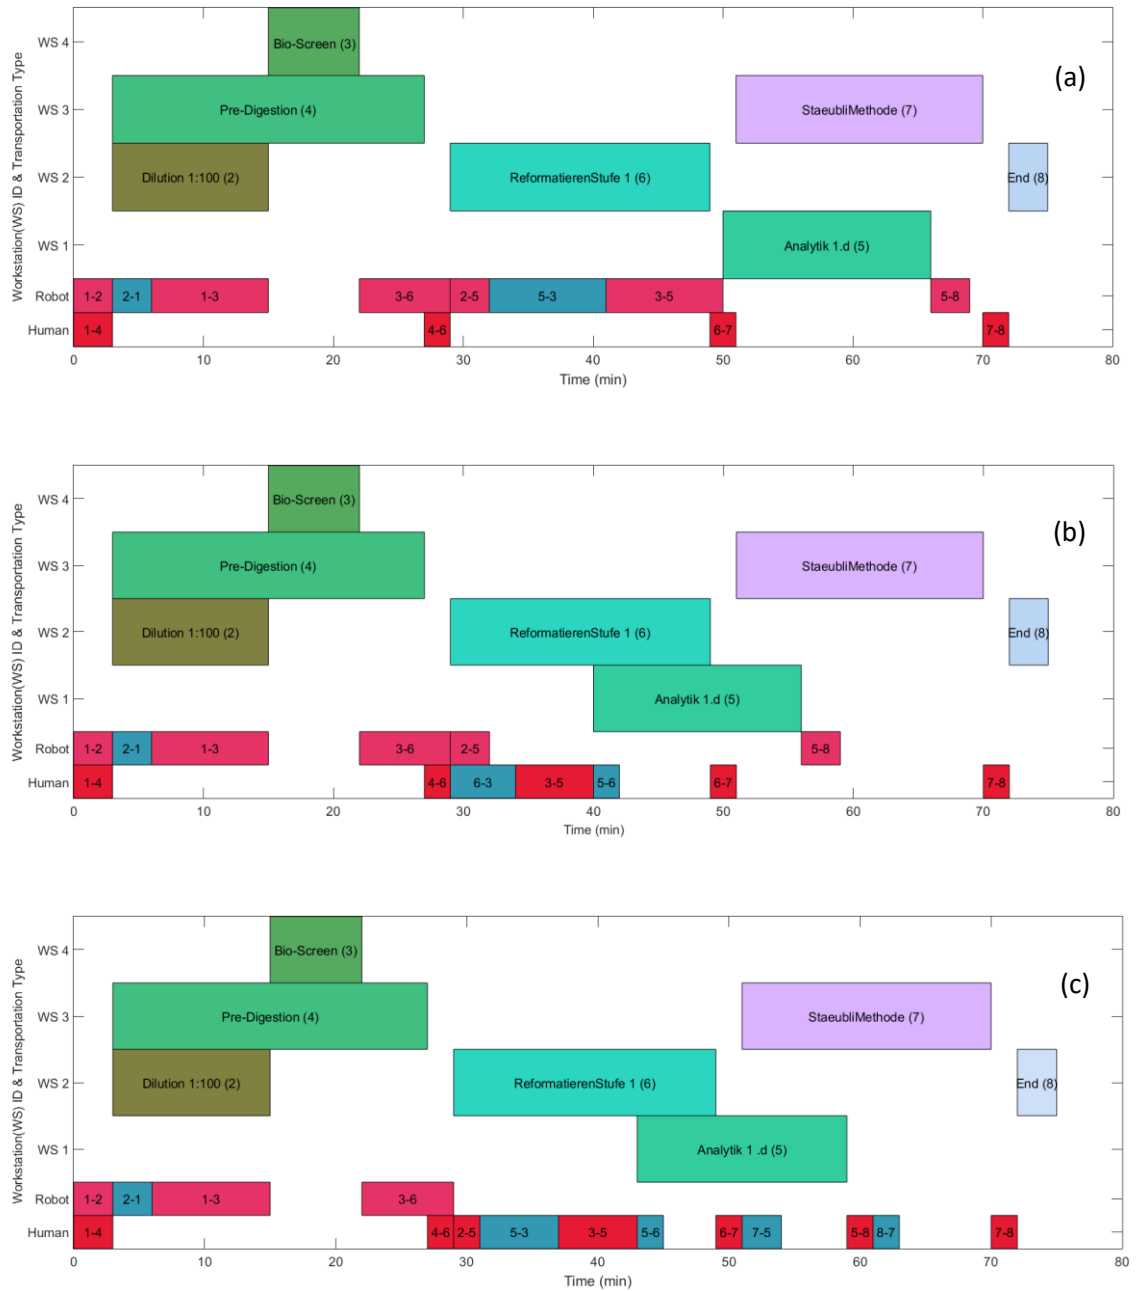 (a)
Workstation(WS) ID & Transportation Type
WS 4
Bio-Screen (3)
WS 3
Pre-Digestion (4)
StaeubliMethode (7)
WS 2
Dilution 1:100 (2)
ReformatierenStufe 1 (6)
End (8)
WS 1
Analytik 1.d (5)
Robot
1-2 2-1 1-3 3-6 2-5 5-3 3-5 5-8
Human
1-4 4-6 6-7 7-8
0 10 20 30 40 50 60 70 80
Time (min)
(b)
Workstation(WS) ID & Transportation Type
WS 4
Bio-Screen (3)
WS 3
Pre-Digestion (4)
StaeubliMethode (7)
WS 2
Dilution 1:100 (2)
ReformatierenStufe 1 (6)
End (8)
WS 1
Analytik 1.d (5)
Robot
1-2 2-1 1-3 3-6 2-5 5-8
Human
1-4 4-6 6-3 3-5 5-6 6-7 7-8
0 10 20 30 40 50 60 70 80
Time (min)
(c)
Workstation(WS) ID & Transportation Type
WS 4
Bio-Screen (3)
WS 3
Pre-Digestion (4)
StaeubliMethode (7)
WS 2
Dilution 1:100 (2)
ReformatierenStufe 1 (6)
End (8)
WS 1
Analytik 1 .d (5)
Robot
1-2 2-1 1-3 3-6
Human
1-4 4-6 2-5 5-3 3-5 5-6 6-7 7-5 5-8 8-7 7-8
0 10 20 30 40 50 60 70 80
Time (min)